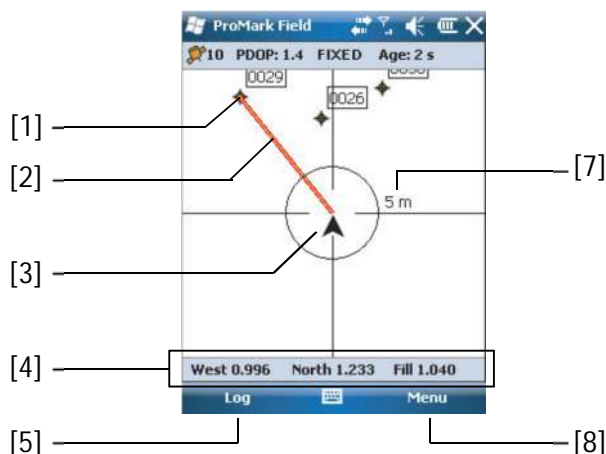 ProMark Field
10 PDOP: 1.4 FIXED Age: 2 s
0029
0026
[1]
[2]
[7]
5 m
[3]
[4]
West 0.996 North 1.233 Fill 1.040
Log Menu
[5]
[8]